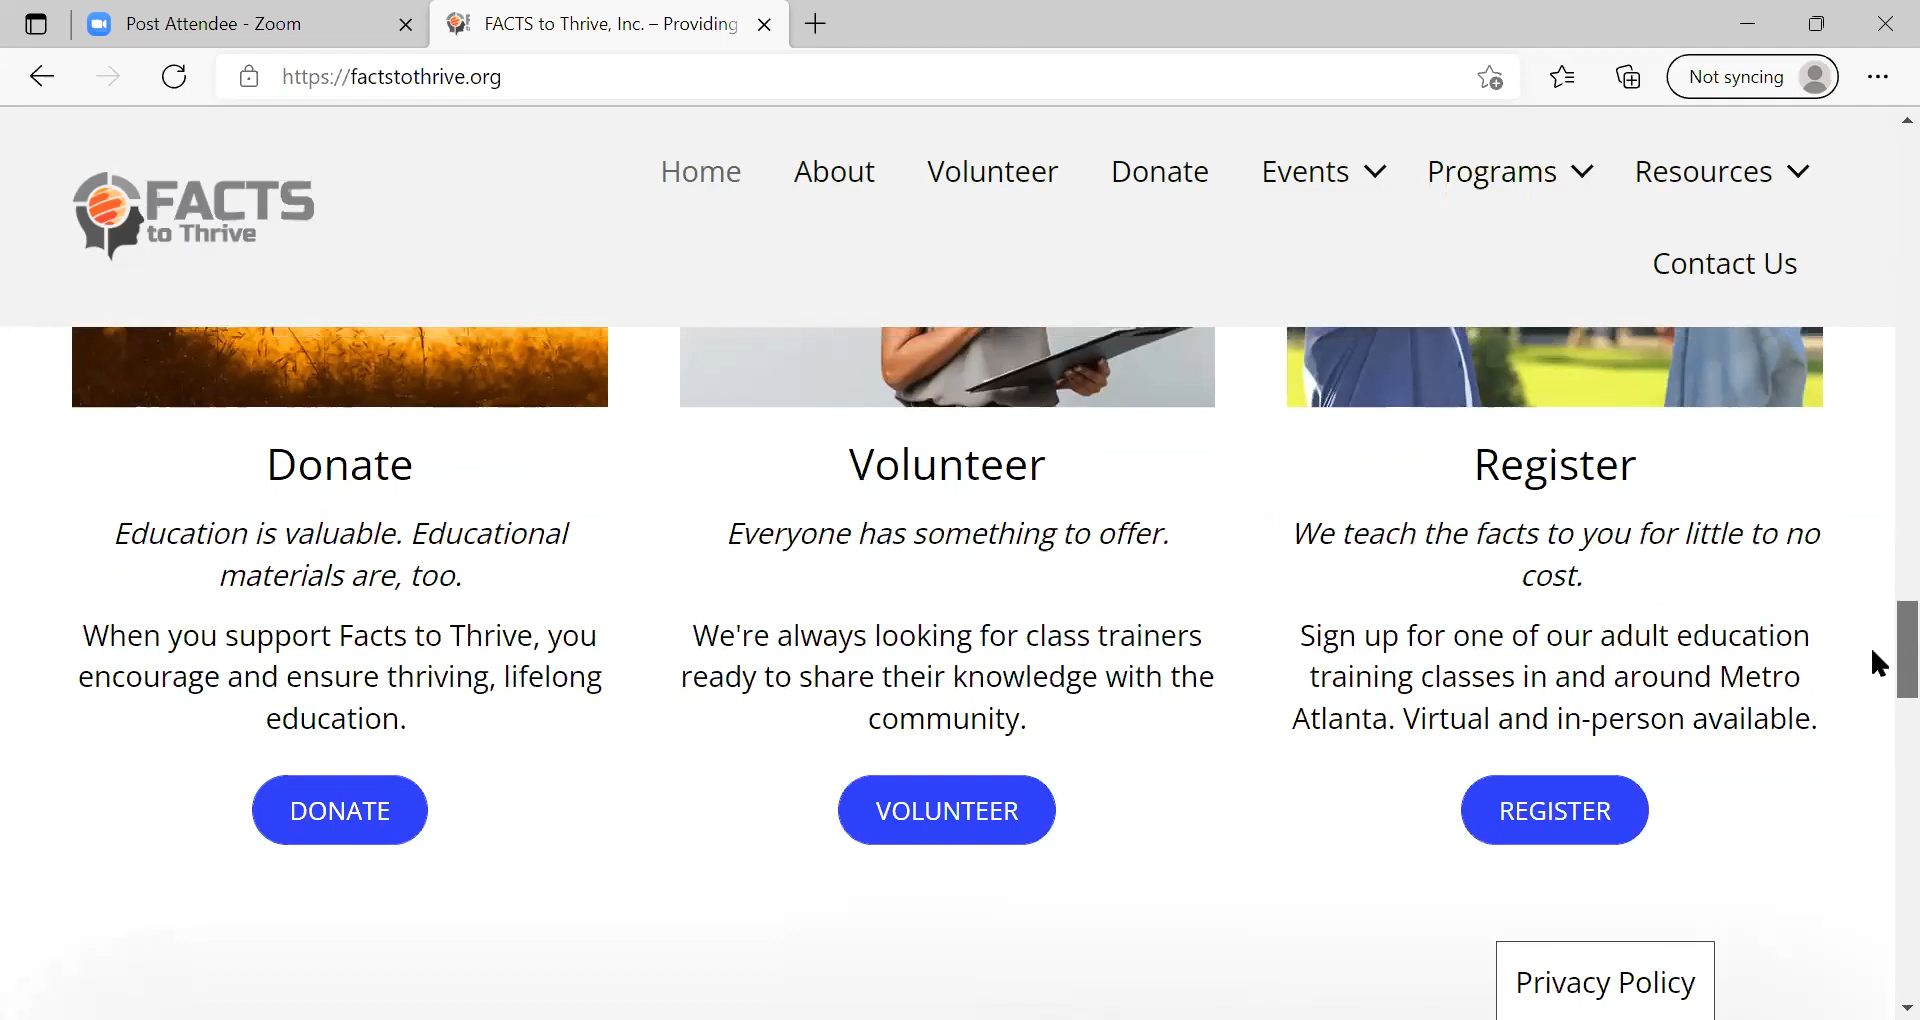 Post Attendee - Zoom
FACTS to Thrive, Inc. – Providing
https://factstothrive.org
Not syncing
FACTS
to Thrive
Home
About
Volunteer
Donate
Events
Programs
Resources
Contact Us
Donate
Education is valuable. Educational
materials are, too.
When you support Facts to Thrive, you
encourage and ensure thriving, lifelong
education.
DONATE
Volunteer
Everyone has something to offer.
We're always looking for class trainers
ready to share their knowledge with the
community.
VOLUNTEER
Register
We teach the facts to you for little to no
cost.
Sign up for one of our adult education
training classes in and around Metro
Atlanta. Virtual and in-person available.
REGISTER
Privacy Policy